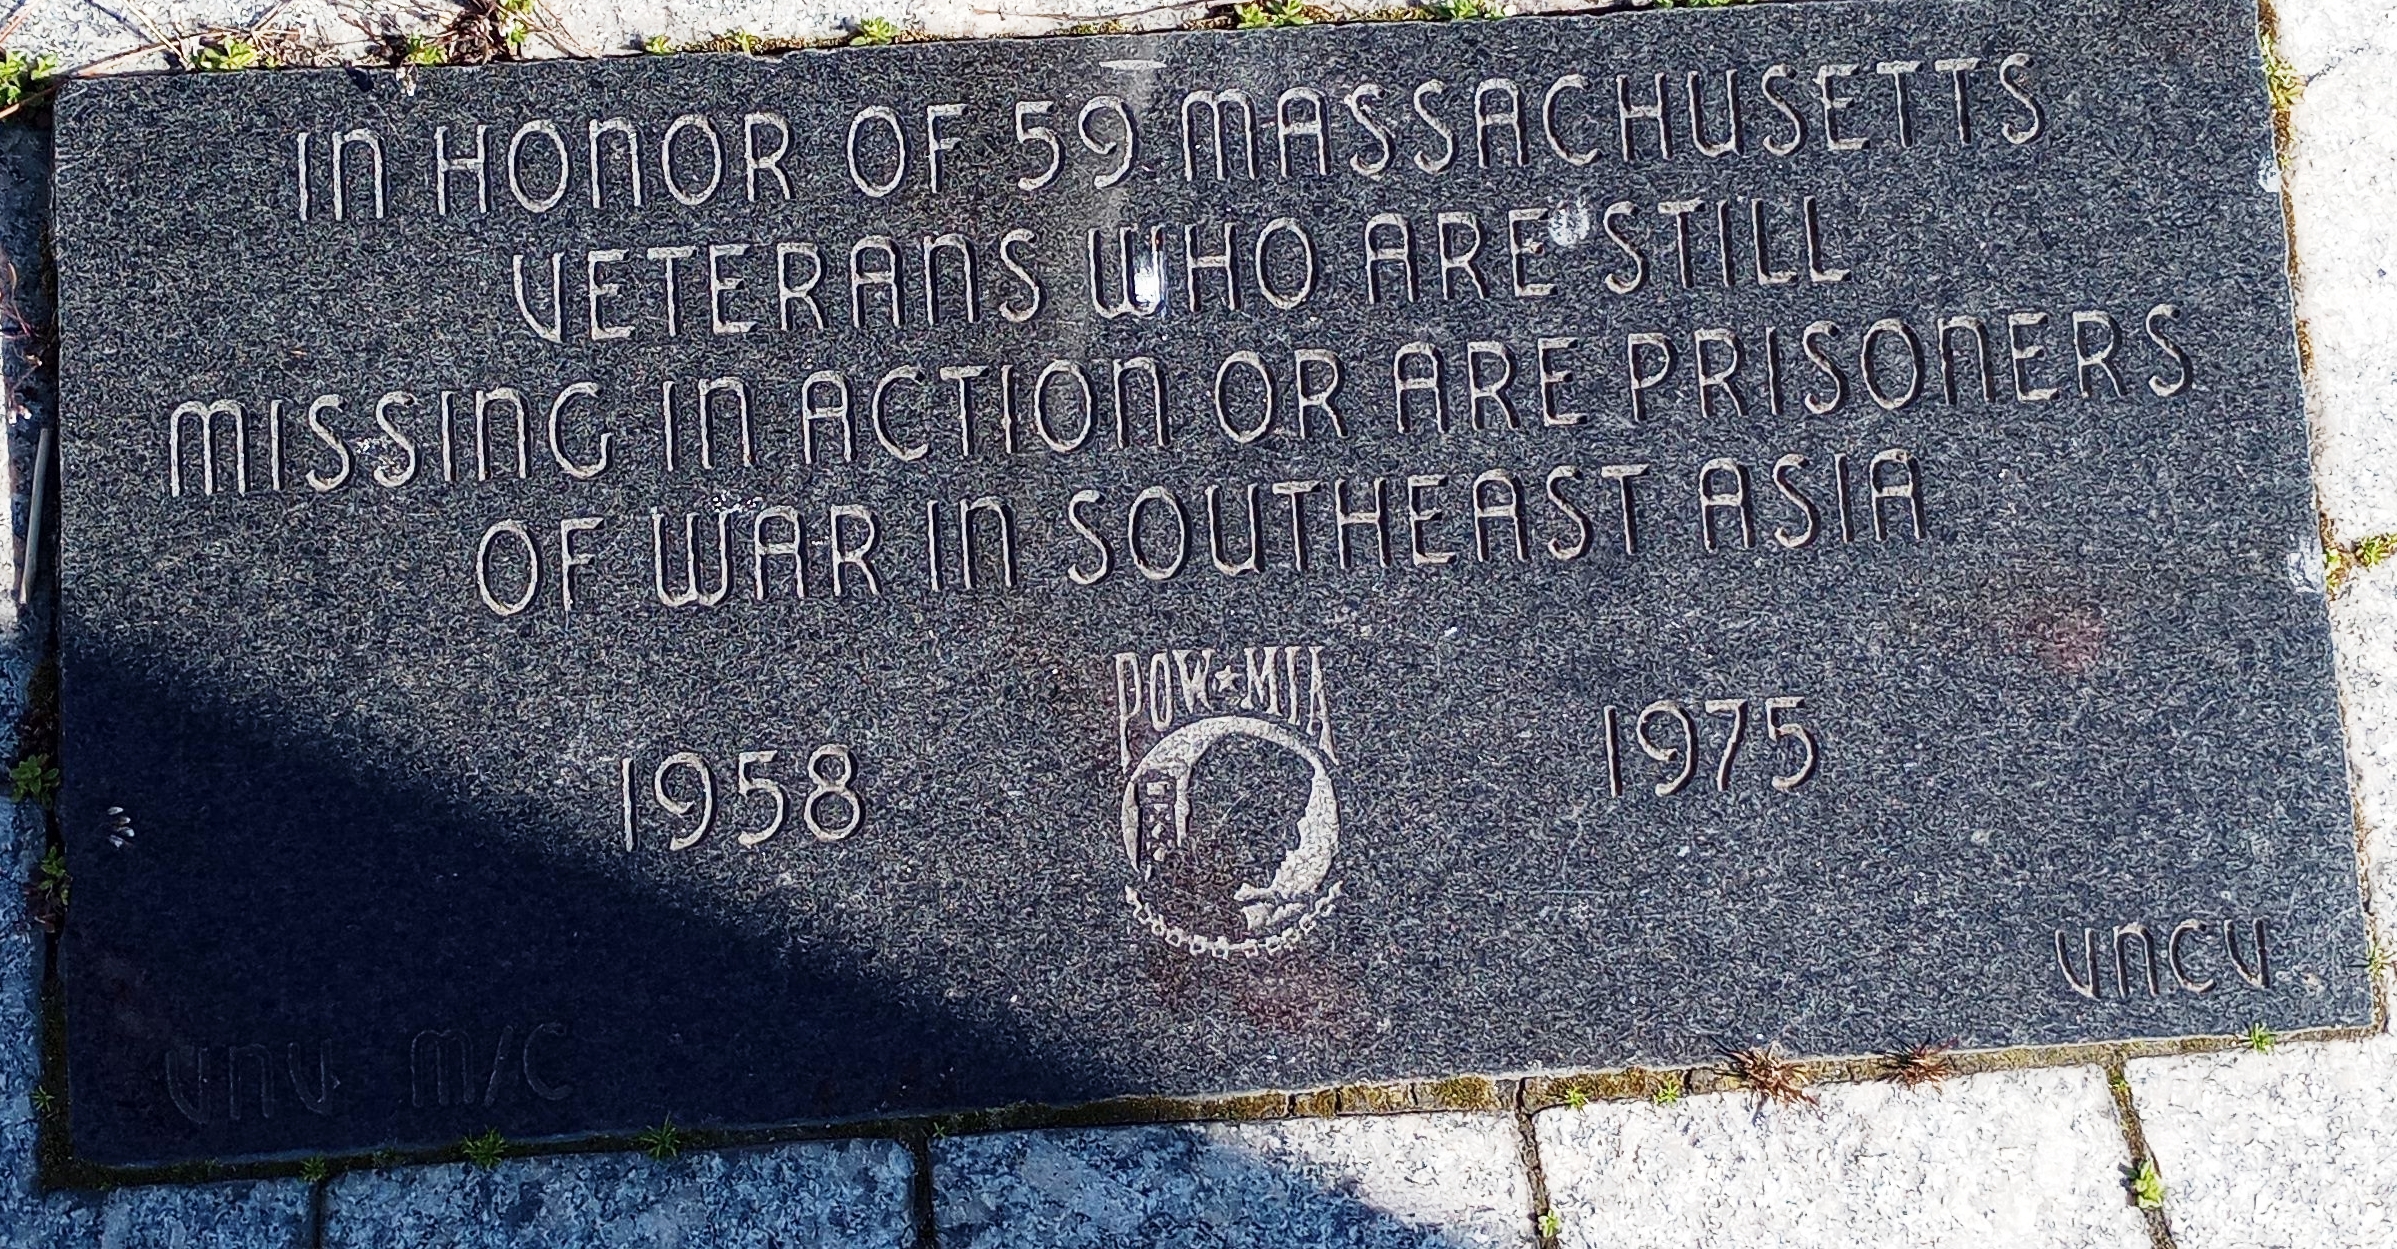 IN HONOR OF 59 MASSACHUSETTS
VETERANS WHO ARE STILL
MISSING IN ACTION OR ARE PRISONERS
OF WAR IN SOUTHEAST ASIA
POW★MIA
1958 1975
VNV M/C VNCV